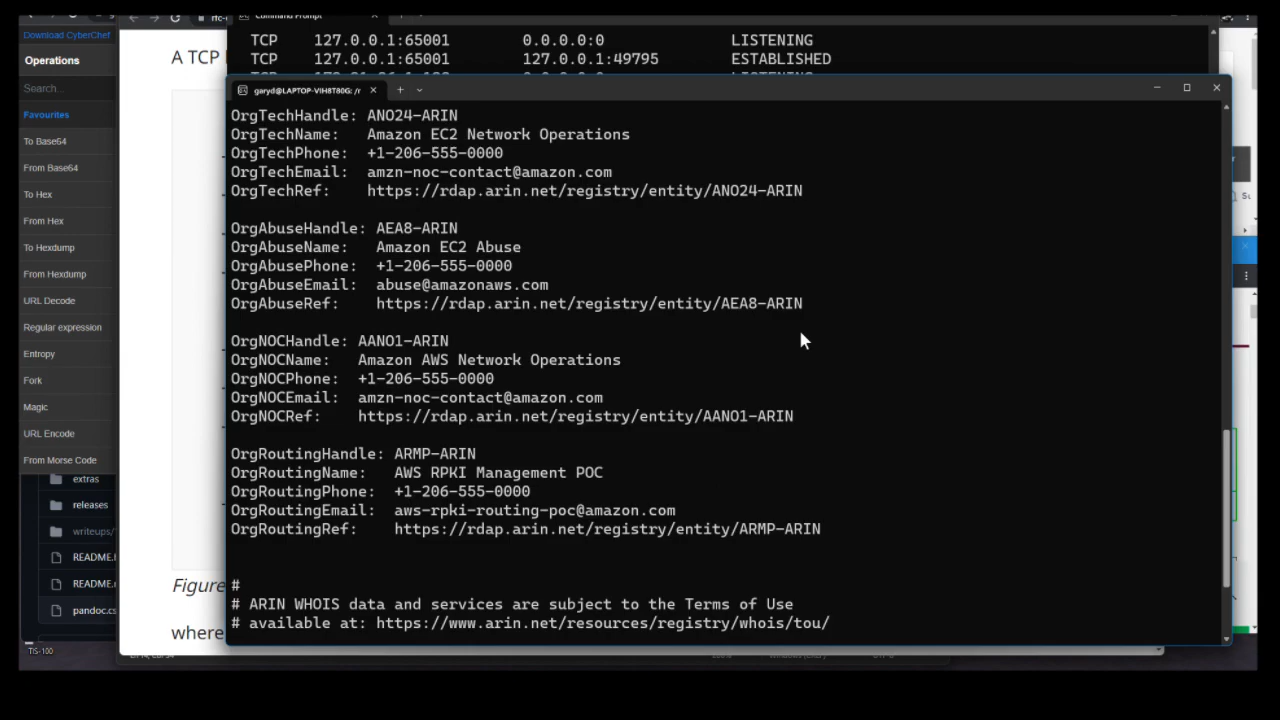 Download CyberChef
Operations
Search...
Favourites
To Base64
From Base64
To Hex
From Hex
To Hexdump
From Hexdump
URL Decode
Regular expression
Entropy
Fork
Magic
URL Encode
From Morse Code
extras
releases
writeups/
README.
README.
pandoc.cs
TIS-100
A TCP
Figure
where
Command Prompt
TCP 127.0.0.1:65001 0.0.0.0:0 LISTENING
TCP 127.0.0.1:65001 127.0.0.1:49795 ESTABLISHED
garyd@LAPTOP-VIH8T80G: /r
OrgTechHandle: ANO24-ARIN
OrgTechName: Amazon EC2 Network Operations
OrgTechPhone: +1-206-555-0000
OrgTechEmail: amzn-noc-contact@amazon.com
OrgTechRef: https://rdap.arin.net/registry/entity/ANO24-ARIN
OrgAbuseHandle: AEA8-ARIN
OrgAbuseName: Amazon EC2 Abuse
OrgAbusePhone: +1-206-555-0000
OrgAbuseEmail: abuse@amazonaws.com
OrgAbuseRef: https://rdap.arin.net/registry/entity/AEA8-ARIN
OrgNOCHandle: AANO1-ARIN
OrgNOCName: Amazon AWS Network Operations
OrgNOCPhone: +1-206-555-0000
OrgNOCEmail: amzn-noc-contact@amazon.com
OrgNOCRef: https://rdap.arin.net/registry/entity/AANO1-ARIN
OrgRoutingHandle: ARMP-ARIN
OrgRoutingName: AWS RPKI Management POC
OrgRoutingPhone: +1-206-555-0000
OrgRoutingEmail: aws-rpki-routing-poc@amazon.com
OrgRoutingRef: https://rdap.arin.net/registry/entity/ARMP-ARIN
#
# ARIN WHOIS data and services are subject to the Terms of Use
# available at: https://www.arin.net/resources/registry/whois/tou/